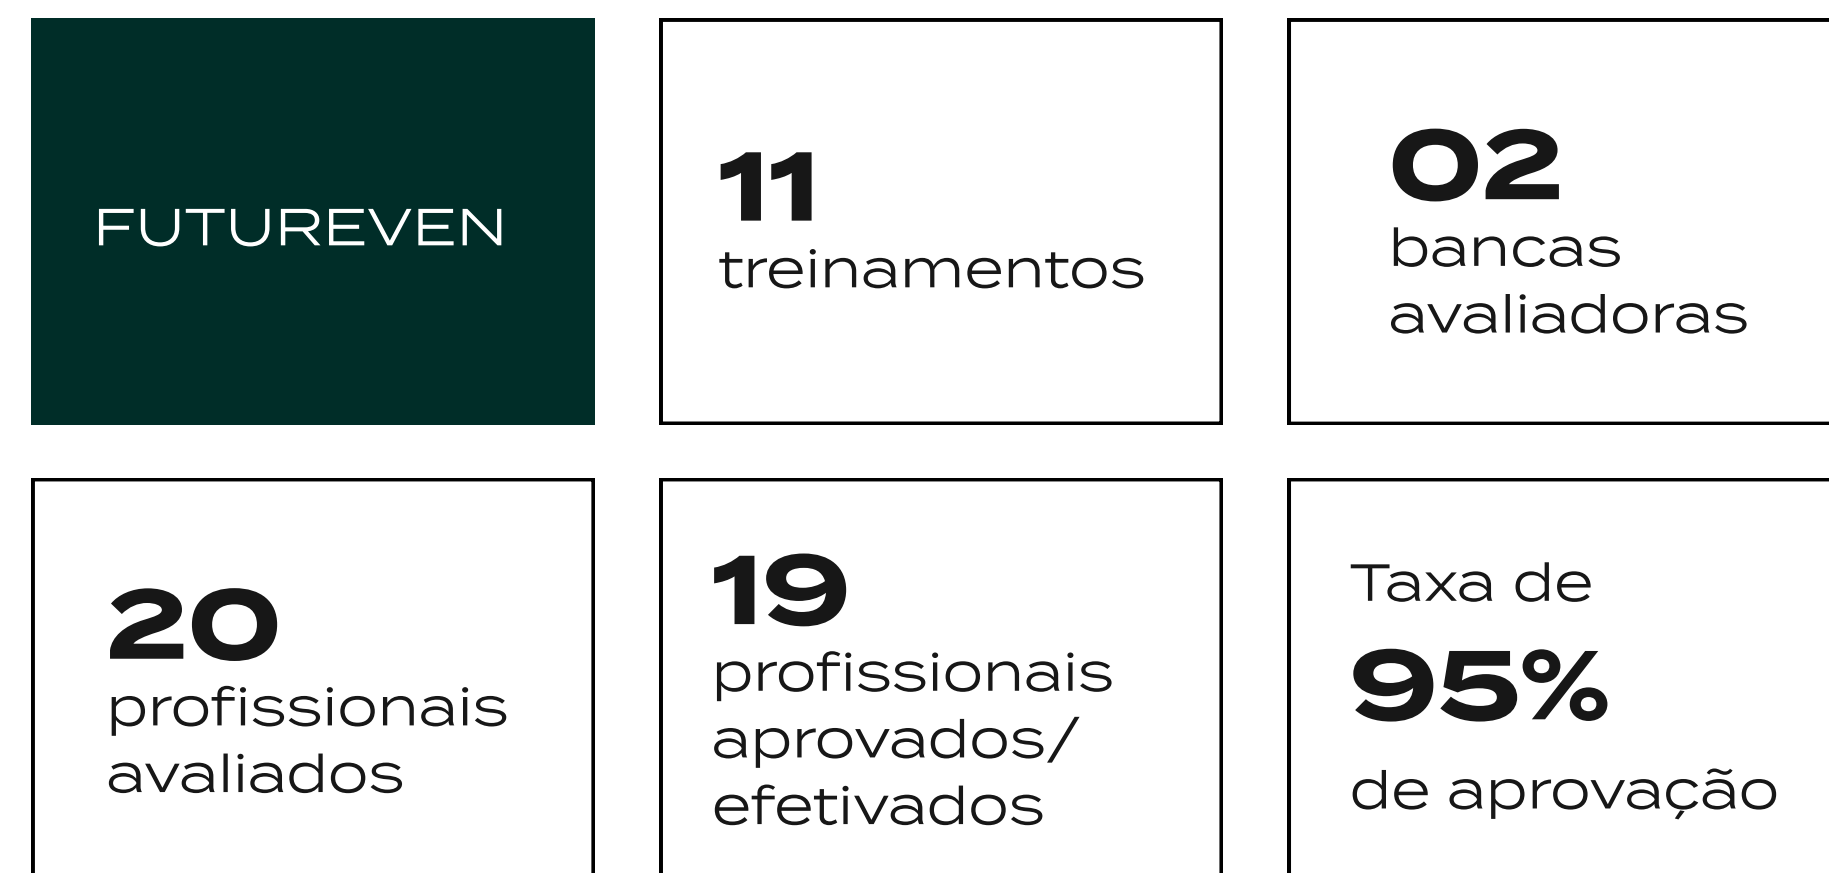 FUTUREVEN
11
treinamentos
02
bancas
avaliadoras
20
profissionais
avaliados
19
profissionais
aprovados/
efetivados
Taxa de
95%
de aprovação